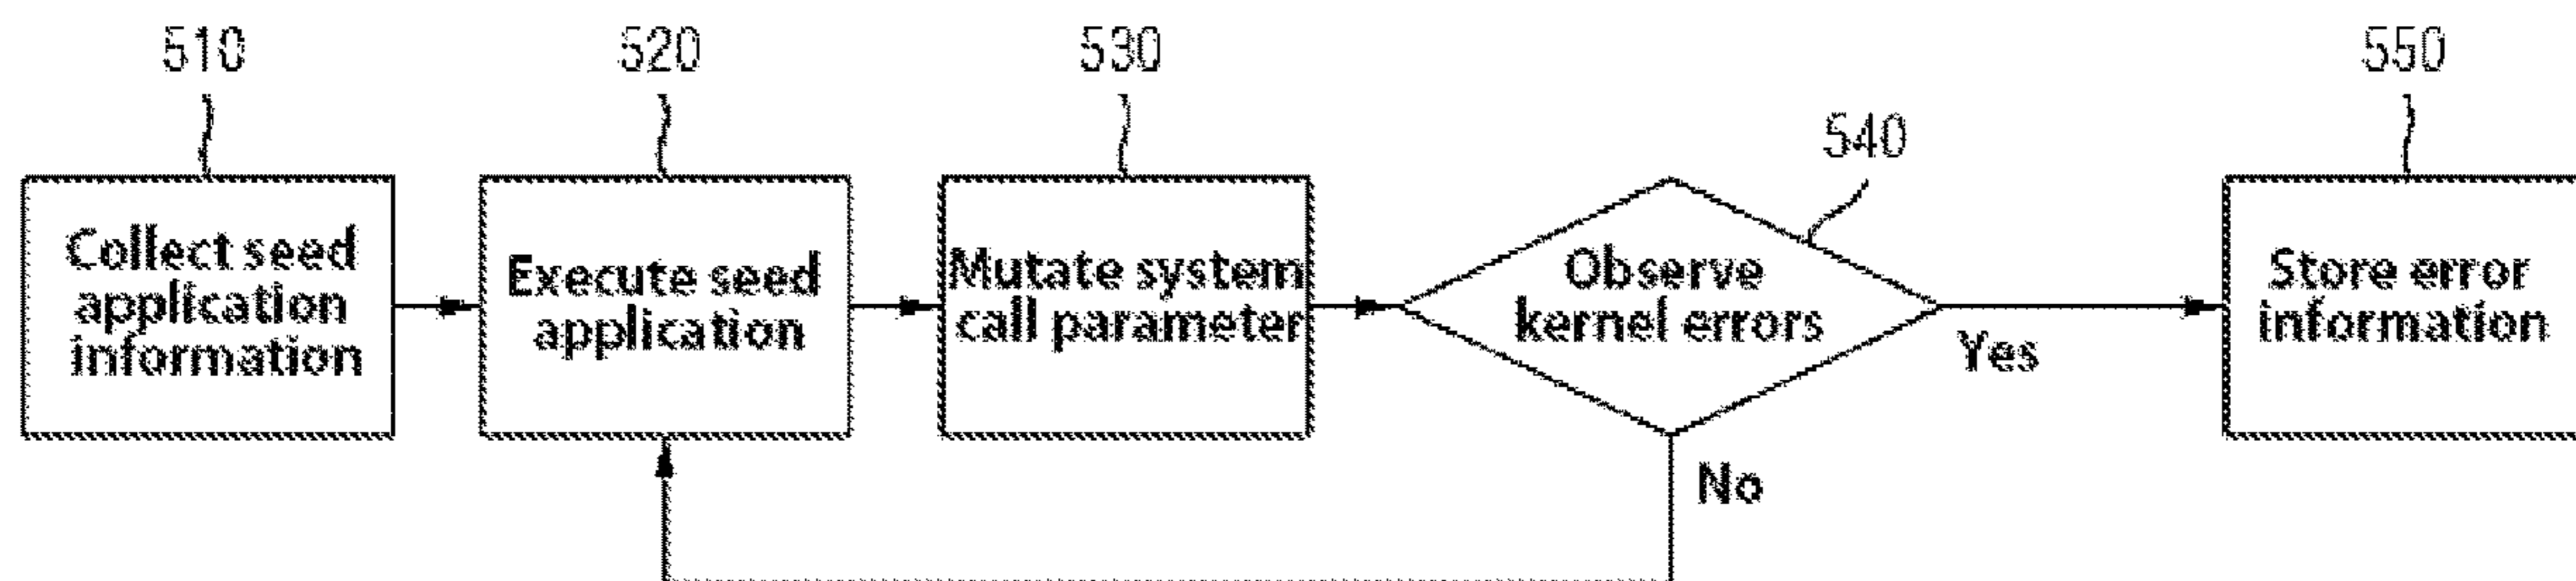 510
520
530
540
550
Collect seed
application
information
Execute seed
application
Mutate system
call parameter
Observe
kernel errors
Yes
No
Store error
information